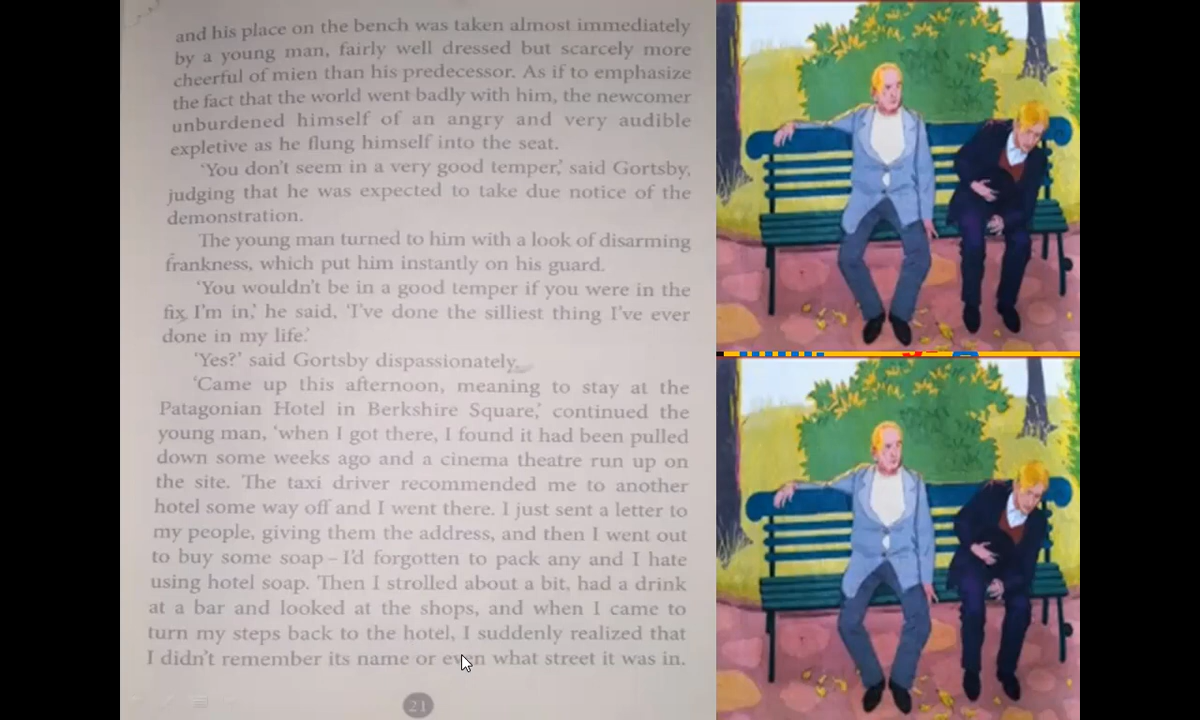 and his place on the bench was taken almost immediately
by a young man, fairly well dressed but scarcely more
cheerful of mien than his predecessor. As if to emphasize
the fact that the world went badly with him, the newcomer
unburdened himself of an angry and very audible
expletive as he flung himself into the seat.
‘You don’t seem in a very good temper,’ said Gortsby,
judging that he was expected to take due notice of the
demonstration.
The young man turned to him with a look of disarming
frankness, which put him instantly on his guard.
‘You wouldn’t be in a good temper if you were in the
fix I’m in,’ he said, ‘I’ve done the silliest thing I’ve ever
done in my life.’
‘Yes?’ said Gortsby dispassionately.
‘Came up this afternoon, meaning to stay at the
Patagonian Hotel in Berkshire Square,’ continued the
young man, ‘when I got there, I found it had been pulled
down some weeks ago and a cinema theatre run up on
the site. The taxi driver recommended me to another
hotel some way off and I went there. I just sent a letter to
my people, giving them the address, and then I went out
to buy some soap – I’d forgotten to pack any and I hate
using hotel soap. Then I strolled about a bit, had a drink
at a bar and looked at the shops, and when I came to
turn my steps back to the hotel, I suddenly realized that
I didn’t remember its name or even what street it was in.
21